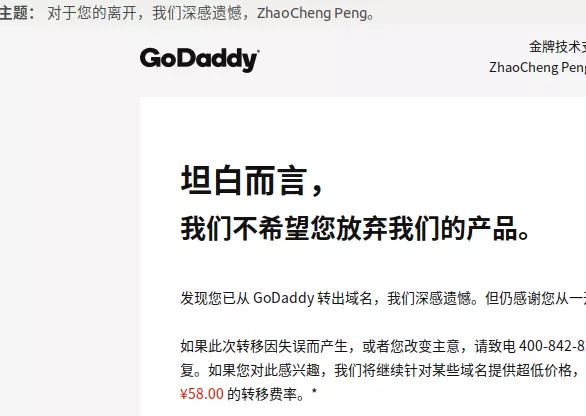 主题： 对于您的离开，我们深感遗憾，ZhaoCheng Peng。
GoDaddy
金牌技术支
ZhaoCheng Peng
坦白而言，
我们不希望您放弃我们的产品。
发现您已从 GoDaddy 转出域名，我们深感遗憾。但仍感谢您从一
如果此次转移因失误而产生，或者您改变主意，请致电 400-842-8
复。如果您对此感兴趣，我们将继续针对某些域名提供超低价格，
¥58.00 的转移费率。*